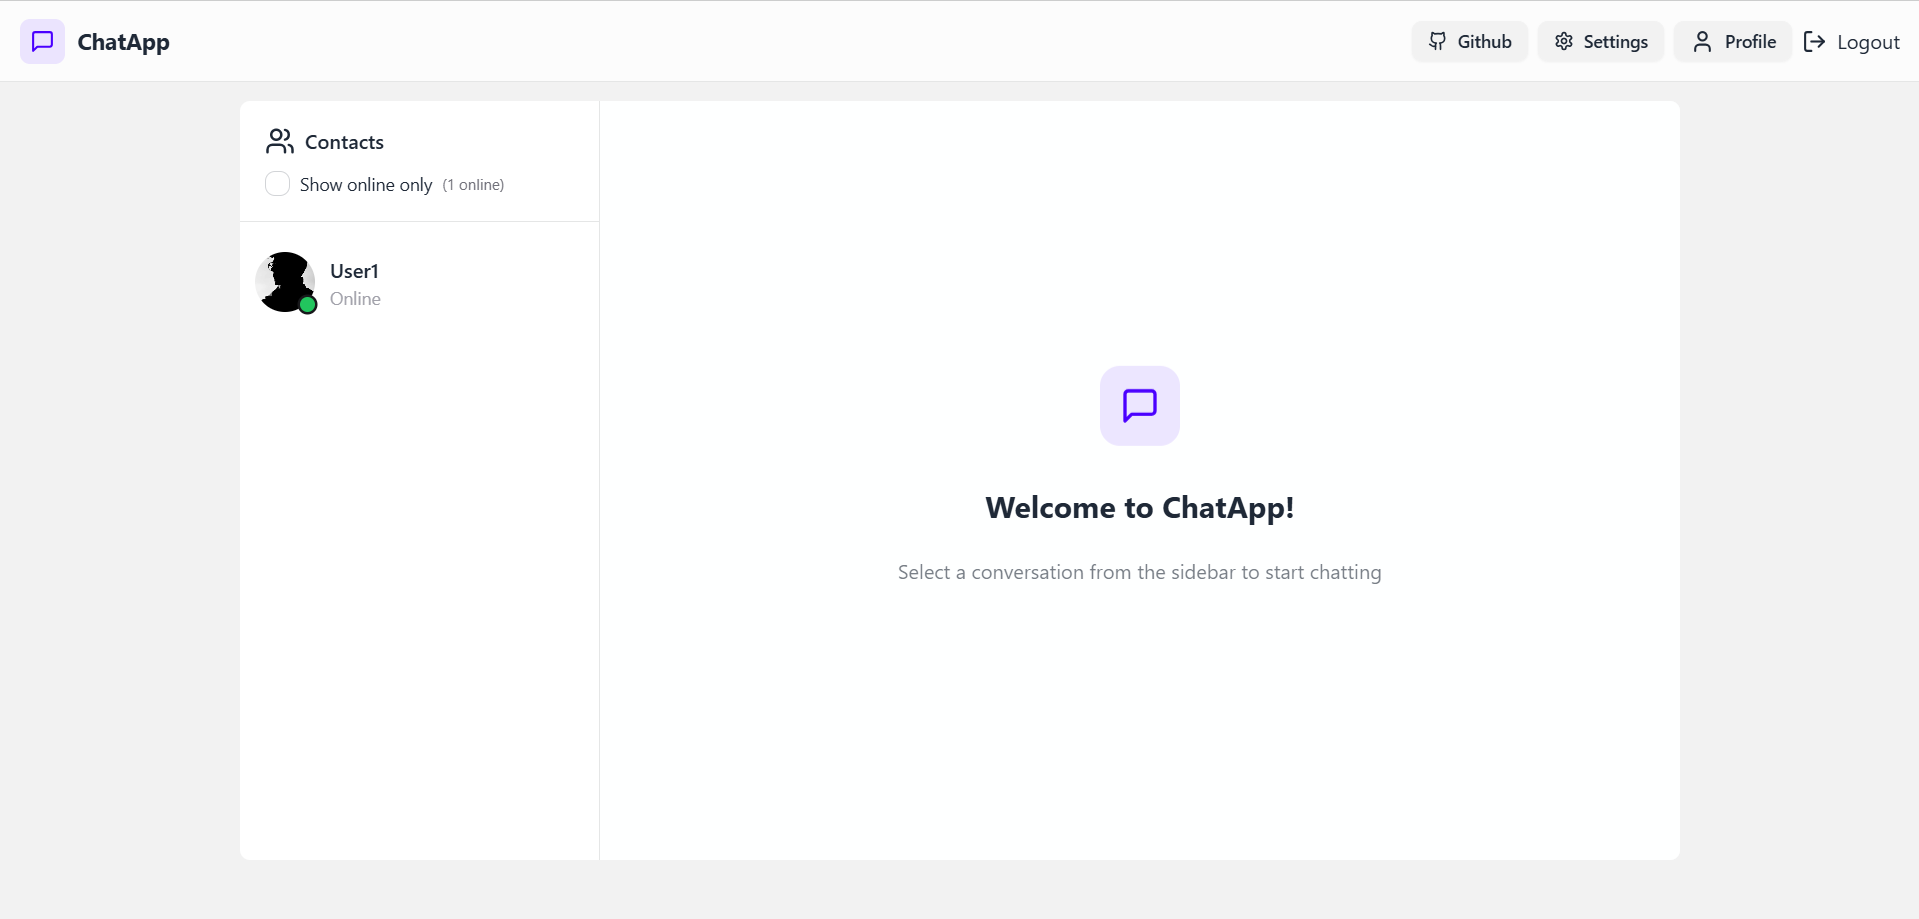 ChatApp
Github
Settings
Profile
Logout
Contacts
Show online only (1 online)
User1
Online
Welcome to ChatApp!
Select a conversation from the sidebar to start chatting